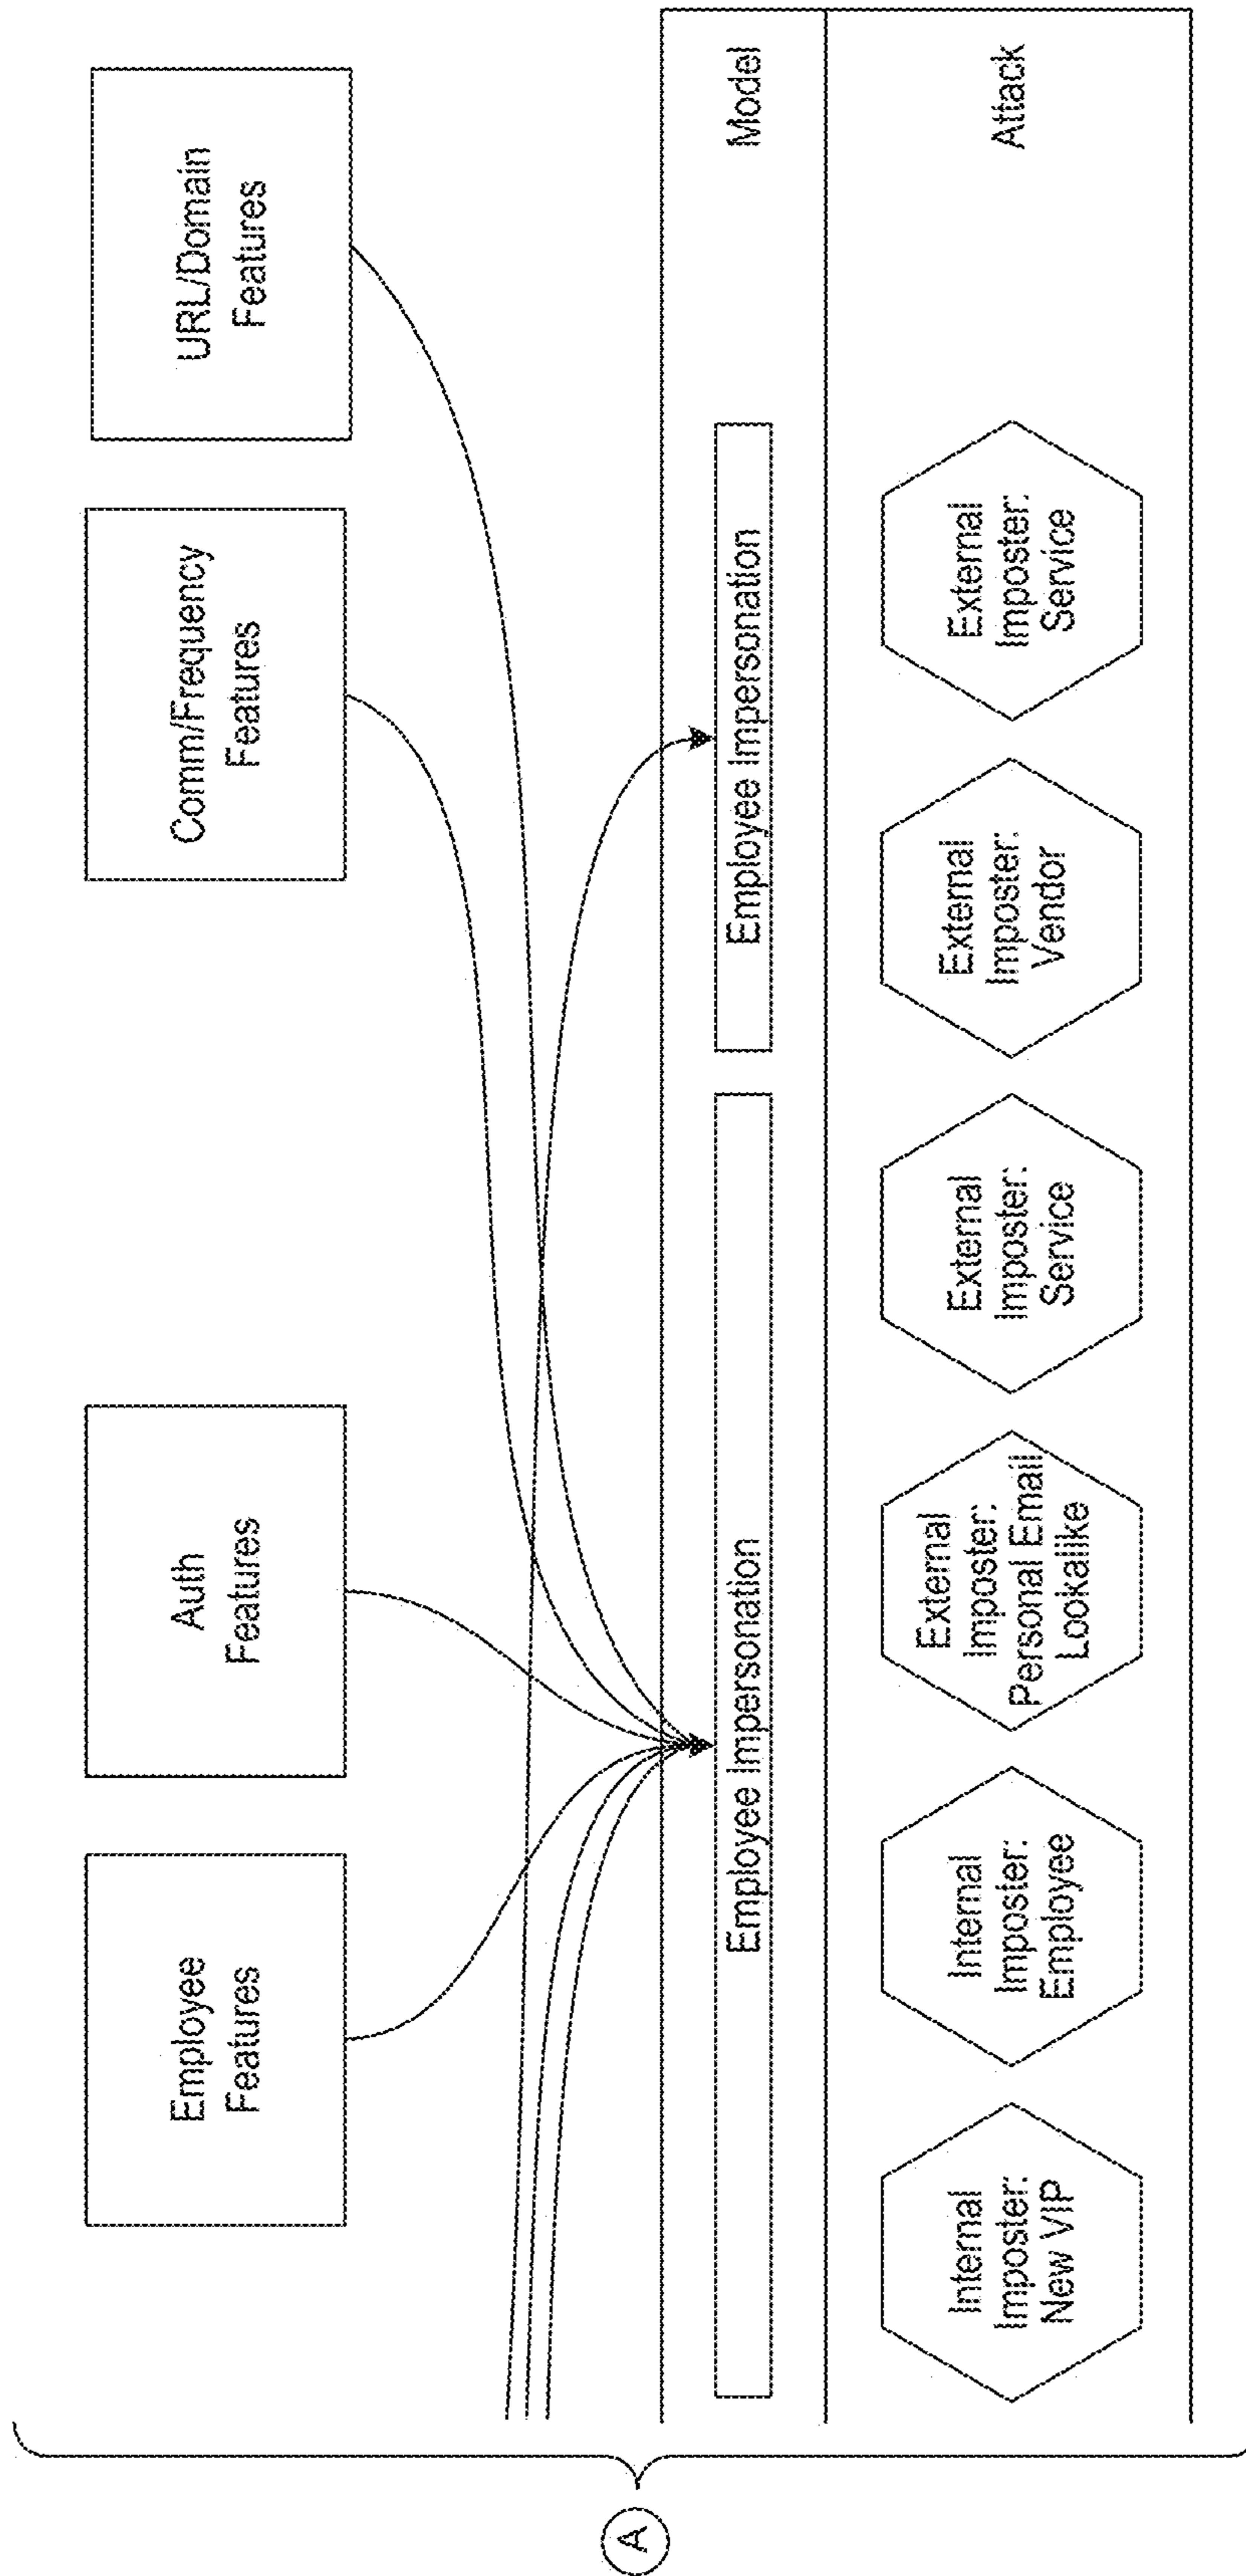 Employee
Features
Auth
Features
Comm/Frequency
Features
URL/Domain
Features
A
Employee Impersonation
Employee Impersonation
Model
Internal
Imposter:
New VIP
Internal
Imposter:
Employee
External
Imposter:
Personal Email
Lookalike
External
Imposter:
Service
External
Imposter:
Vendor
External
Imposter:
Service
Attack